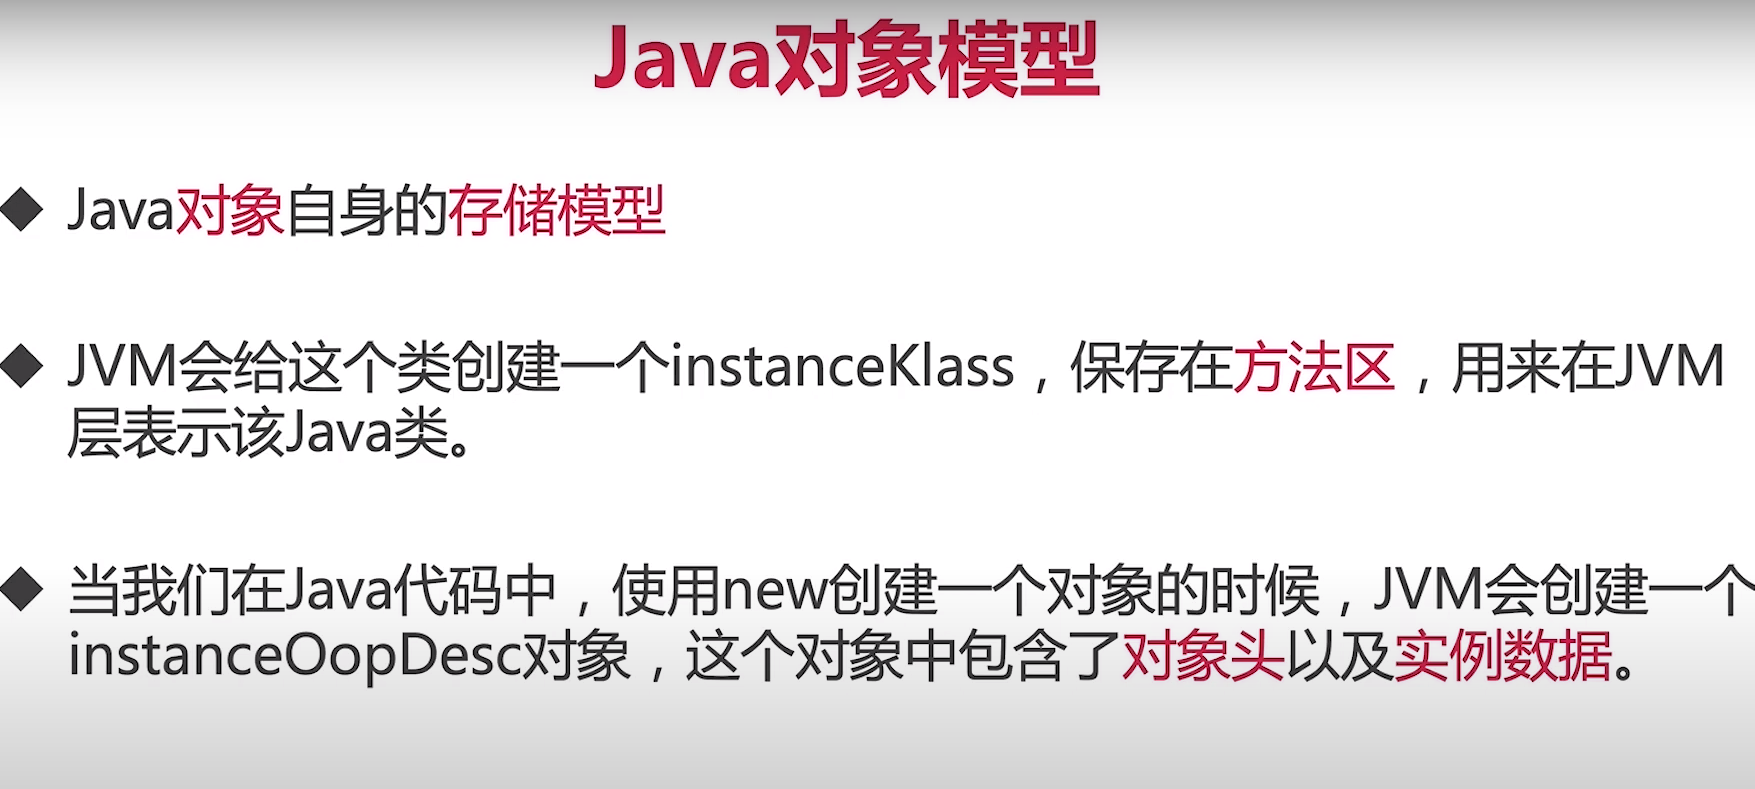 Java对象模型
Java对象自身的存储模型
JVM会给这个类创建一个instanceKlass，保存在方法区，用来在JVM
层表示该Java类。
当我们在Java代码中，使用new创建一个对象的时候，JVM会创建一个
instanceOopDesc对象，这个对象中包含了对象头以及实例数据。